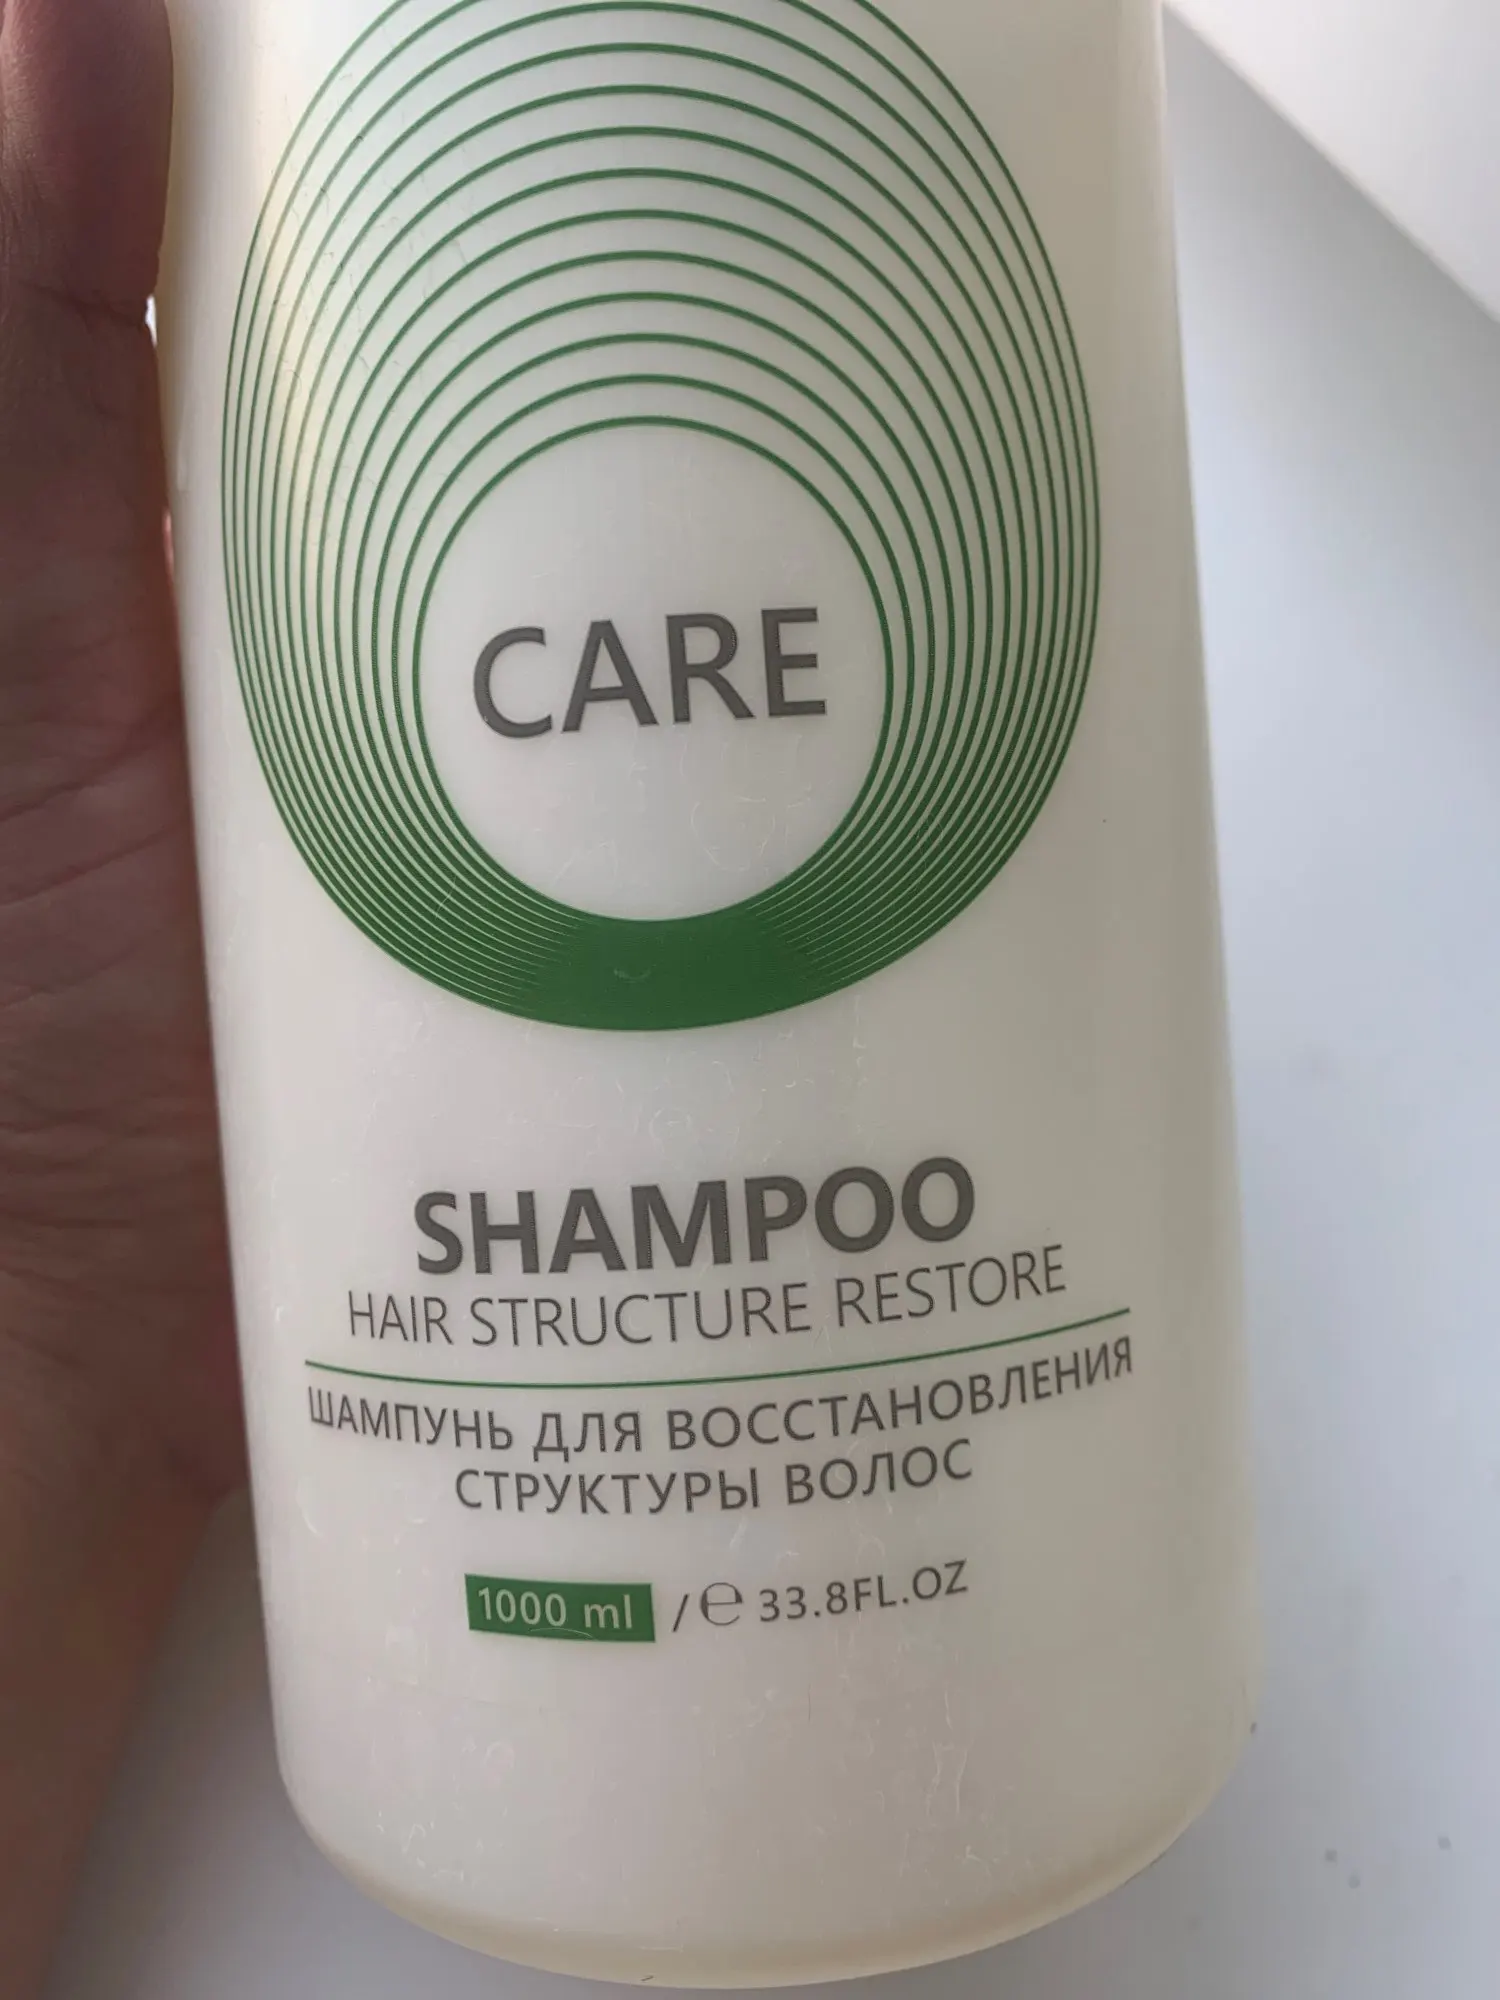 CARE
SHAMPOO
HAIR STRUCTURE RESTORE
ШАМПУНЬ ДЛЯ ВОССТАНОВЛЕНИЯ
СТРУКТУРЫ ВОЛОС
1000 ml / ℮ 33.8FL.OZ